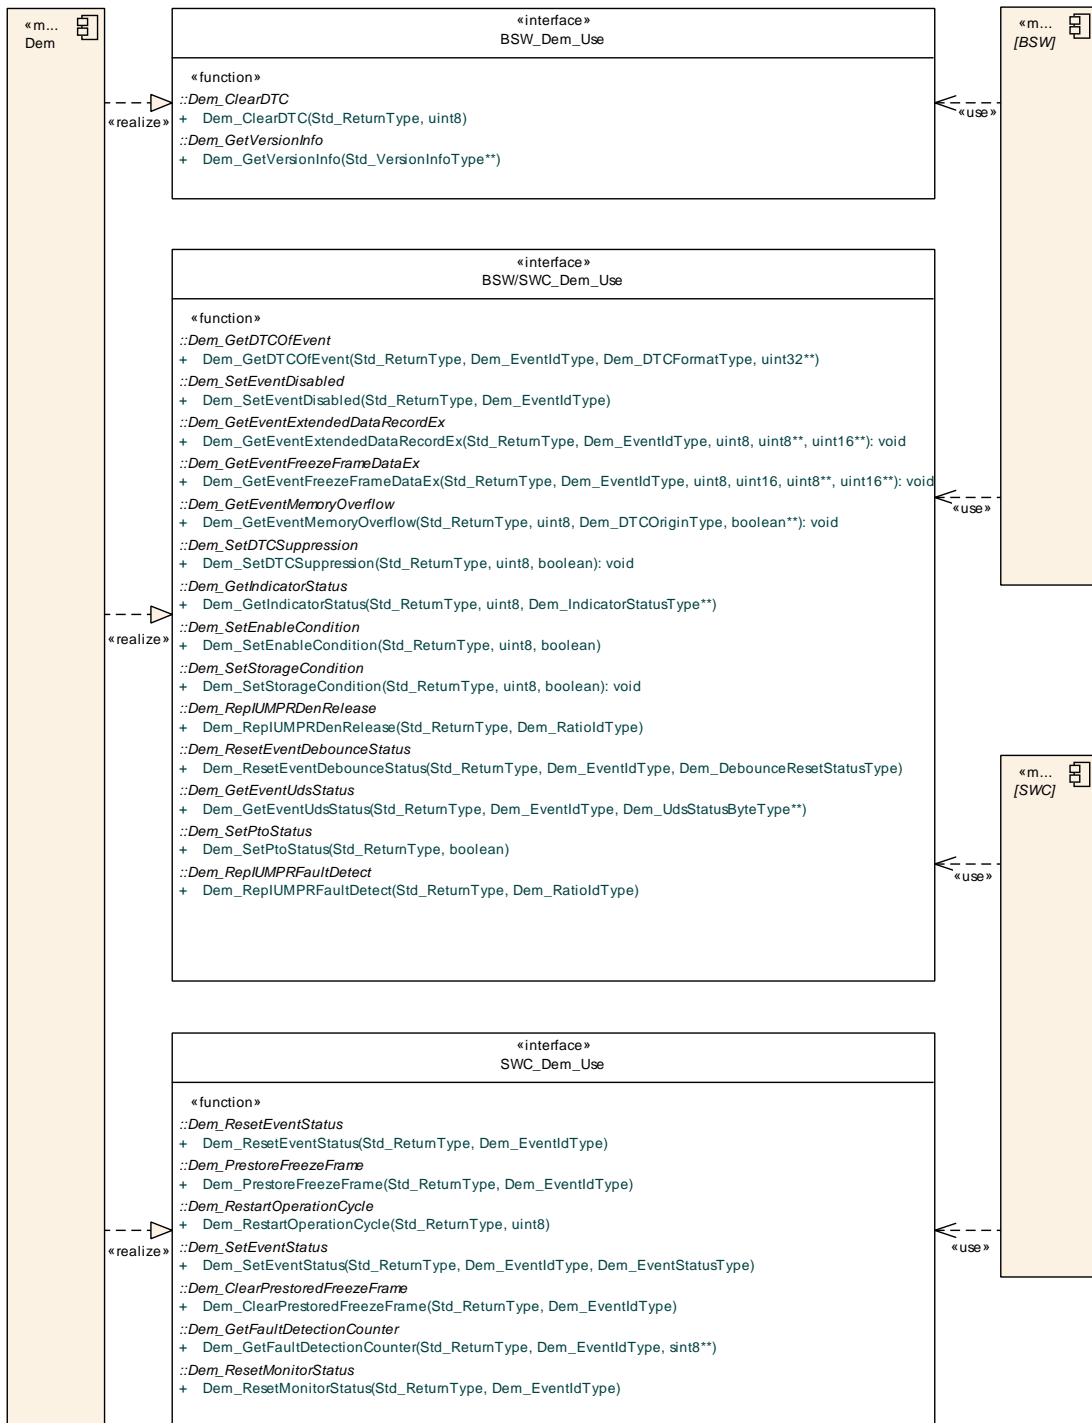 «m...
Dem
«interface»
BSW_Dem_Use
«function»
::Dem_ClearDTC
+ Dem_ClearDTC(Std_ReturnType, uint8)
::Dem_GetVersionInfo
+ Dem_GetVersionInfo(Std_VersionInfoType**)
«realize»
«m...
[BSW]
«use»
«interface»
BSW/SWC_Dem_Use
«function»
::Dem_GetDTCOfEvent
+ Dem_GetDTCOfEvent(Std_ReturnType, Dem_EventIdType, Dem_DTCFormatType, uint32**)
::Dem_SetEventDisabled
+ Dem_SetEventDisabled(Std_ReturnType, Dem_EventIdType)
::Dem_GetEventExtendedDataRecordEx
+ Dem_GetEventExtendedDataRecordEx(Std_ReturnType, Dem_EventIdType, uint8, uint8**, uint16**): void
::Dem_GetEventFreezeFrameDataEx
+ Dem_GetEventFreezeFrameDataEx(Std_ReturnType, Dem_EventIdType, uint8, uint16, uint8**, uint16**): void
::Dem_GetEventMemoryOverflow
+ Dem_GetEventMemoryOverflow(Std_ReturnType, uint8, Dem_DTCOriginType, boolean**): void
::Dem_SetDTCSuppression
+ Dem_SetDTCSuppression(Std_ReturnType, uint8, boolean): void
::Dem_GetIndicatorStatus
+ Dem_GetIndicatorStatus(Std_ReturnType, uint8, Dem_IndicatorStatusType**)
::Dem_SetEnableCondition
+ Dem_SetEnableCondition(Std_ReturnType, uint8, boolean)
::Dem_SetStorageCondition
+ Dem_SetStorageCondition(Std_ReturnType, uint8, boolean): void
::Dem_RepIUMPRDenRelease
+ Dem_RepIUMPRDenRelease(Std_ReturnType, Dem_RatioIdType)
::Dem_ResetEventDebounceStatus
+ Dem_ResetEventDebounceStatus(Std_ReturnType, Dem_EventIdType, Dem_DebounceResetStatusType)
::Dem_GetEventUdsStatus
+ Dem_GetEventUdsStatus(Std_ReturnType, Dem_EventIdType, Dem_UdsStatusByteType**)
::Dem_SetPtoStatus
+ Dem_SetPtoStatus(Std_ReturnType, boolean)
::Dem_RepIUMPRFaultDetect
+ Dem_RepIUMPRFaultDetect(Std_ReturnType, Dem_RatioIdType)
«realize»
«use»
«m...
[SWC]
«use»
«interface»
SWC_Dem_Use
«function»
::Dem_ResetEventStatus
+ Dem_ResetEventStatus(Std_ReturnType, Dem_EventIdType)
::Dem_PrestoreFreezeFrame
+ Dem_PrestoreFreezeFrame(Std_ReturnType, Dem_EventIdType)
::Dem_RestartOperationCycle
+ Dem_RestartOperationCycle(Std_ReturnType, uint8)
::Dem_SetEventStatus
+ Dem_SetEventStatus(Std_ReturnType, Dem_EventIdType, Dem_EventStatusType)
::Dem_ClearPrestoredFreezeFrame
+ Dem_ClearPrestoredFreezeFrame(Std_ReturnType, Dem_EventIdType)
::Dem_GetFaultDetectionCounter
+ Dem_GetFaultDetectionCounter(Std_ReturnType, Dem_EventIdType, sint8**)
::Dem_ResetMonitorStatus
+ Dem_ResetMonitorStatus(Std_ReturnType, Dem_EventIdType)
«realize»
«use»